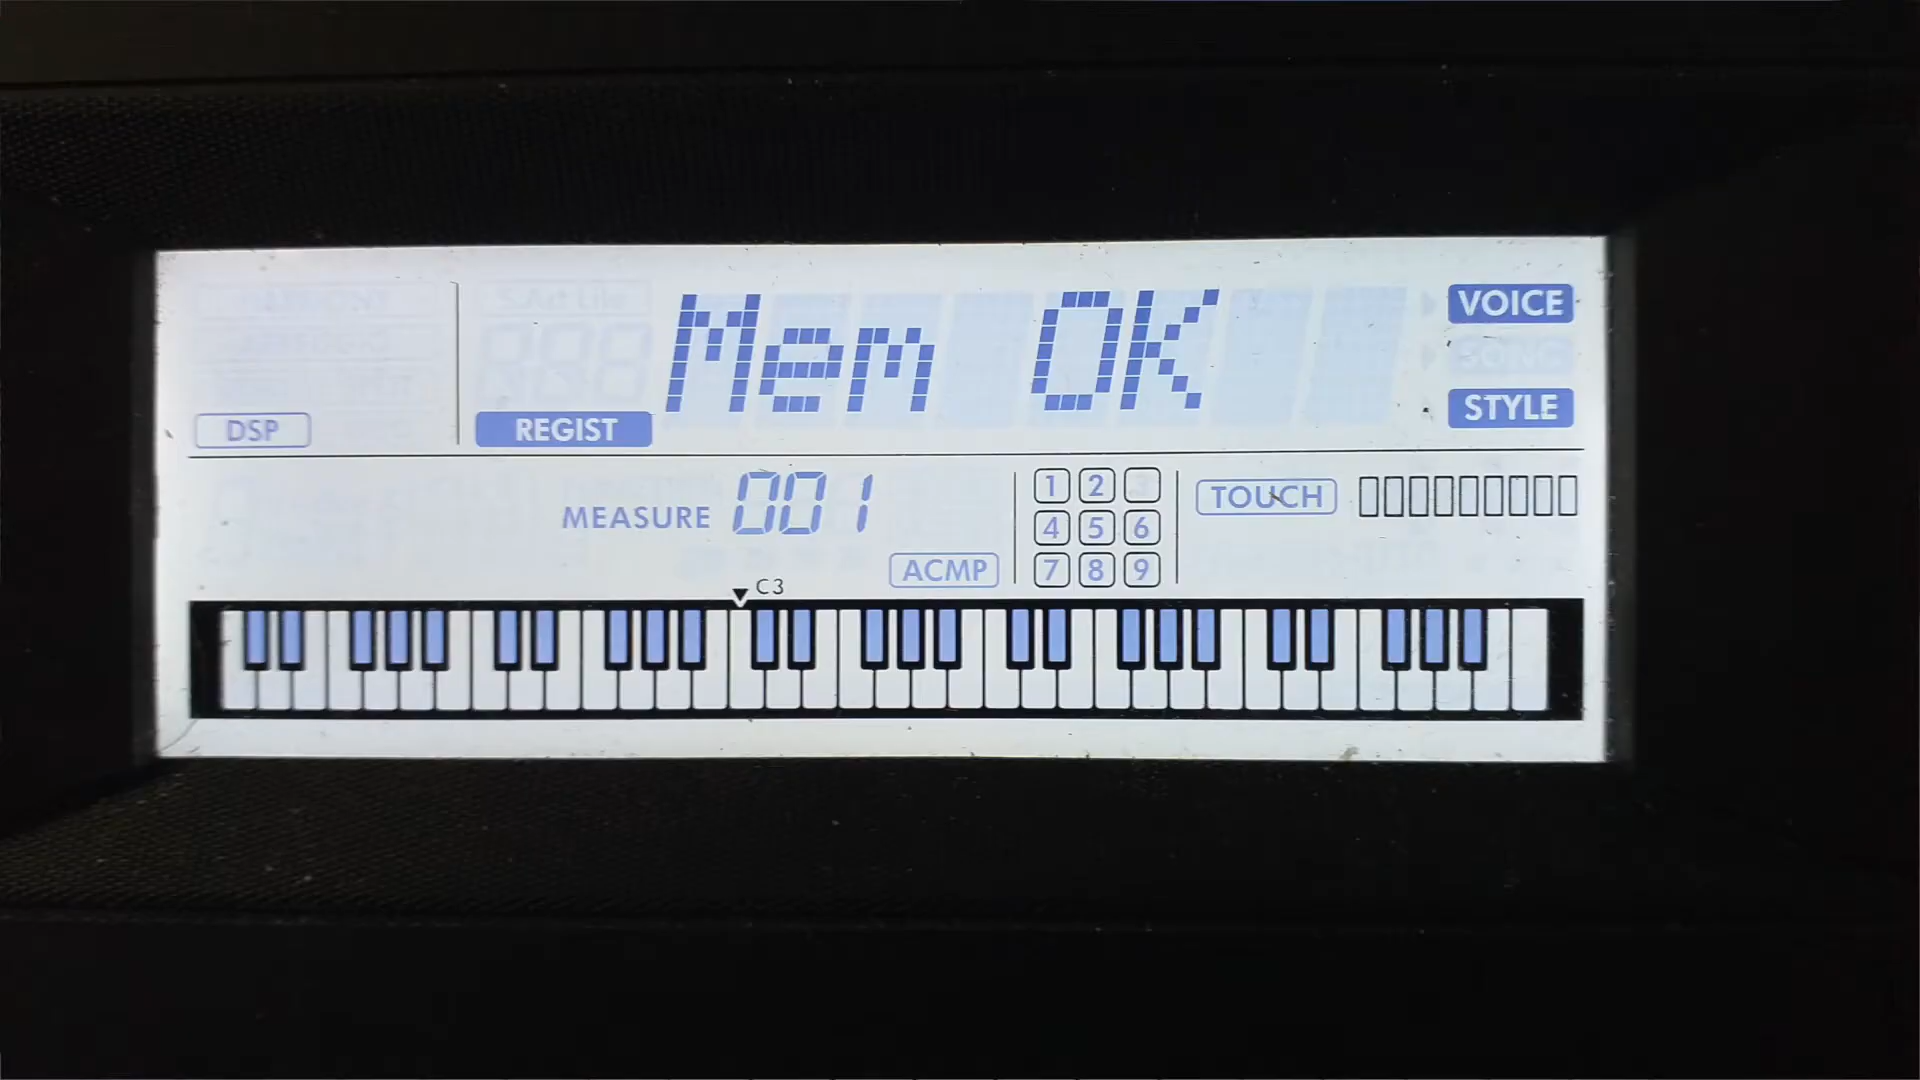 Mem OK
VOICE
DSP
REGIST
STYLE
MEASURE 001
1 2
4 5 6
7 8 9
TOUCH
ACMP
C3